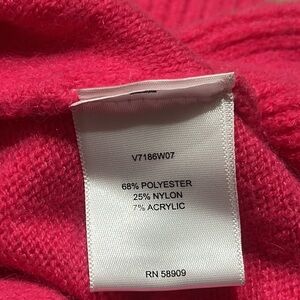 V7186W07
68% POLYESTER
25% NYLON
7% ACRYLIC
RN 58909